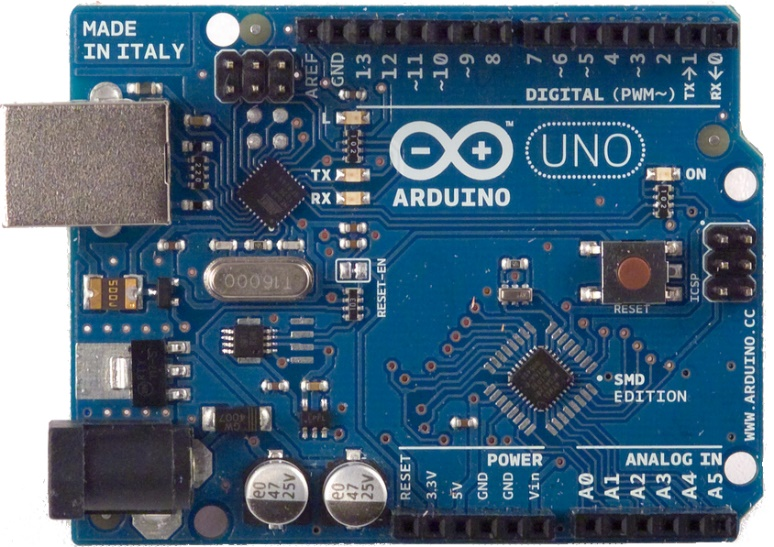 MADE
IN ITALY
AREF
GND
13
12
~11
~10
~9
8
7
~6
~5
4
~3
2
TX→1
RX←0
DIGITAL (PWM~)
L
TX
RX
ON
™
UNO
ARDUINO
T16000
RESET-EN
RESET
ICSP
SMD
EDITION
WWW.ARDUINO.CC
POWER
ANALOG IN
RESET
3.3V
5V
GND
GND
Vin
A0
A1
A2
A3
A4
A5
47
25V
47
25V